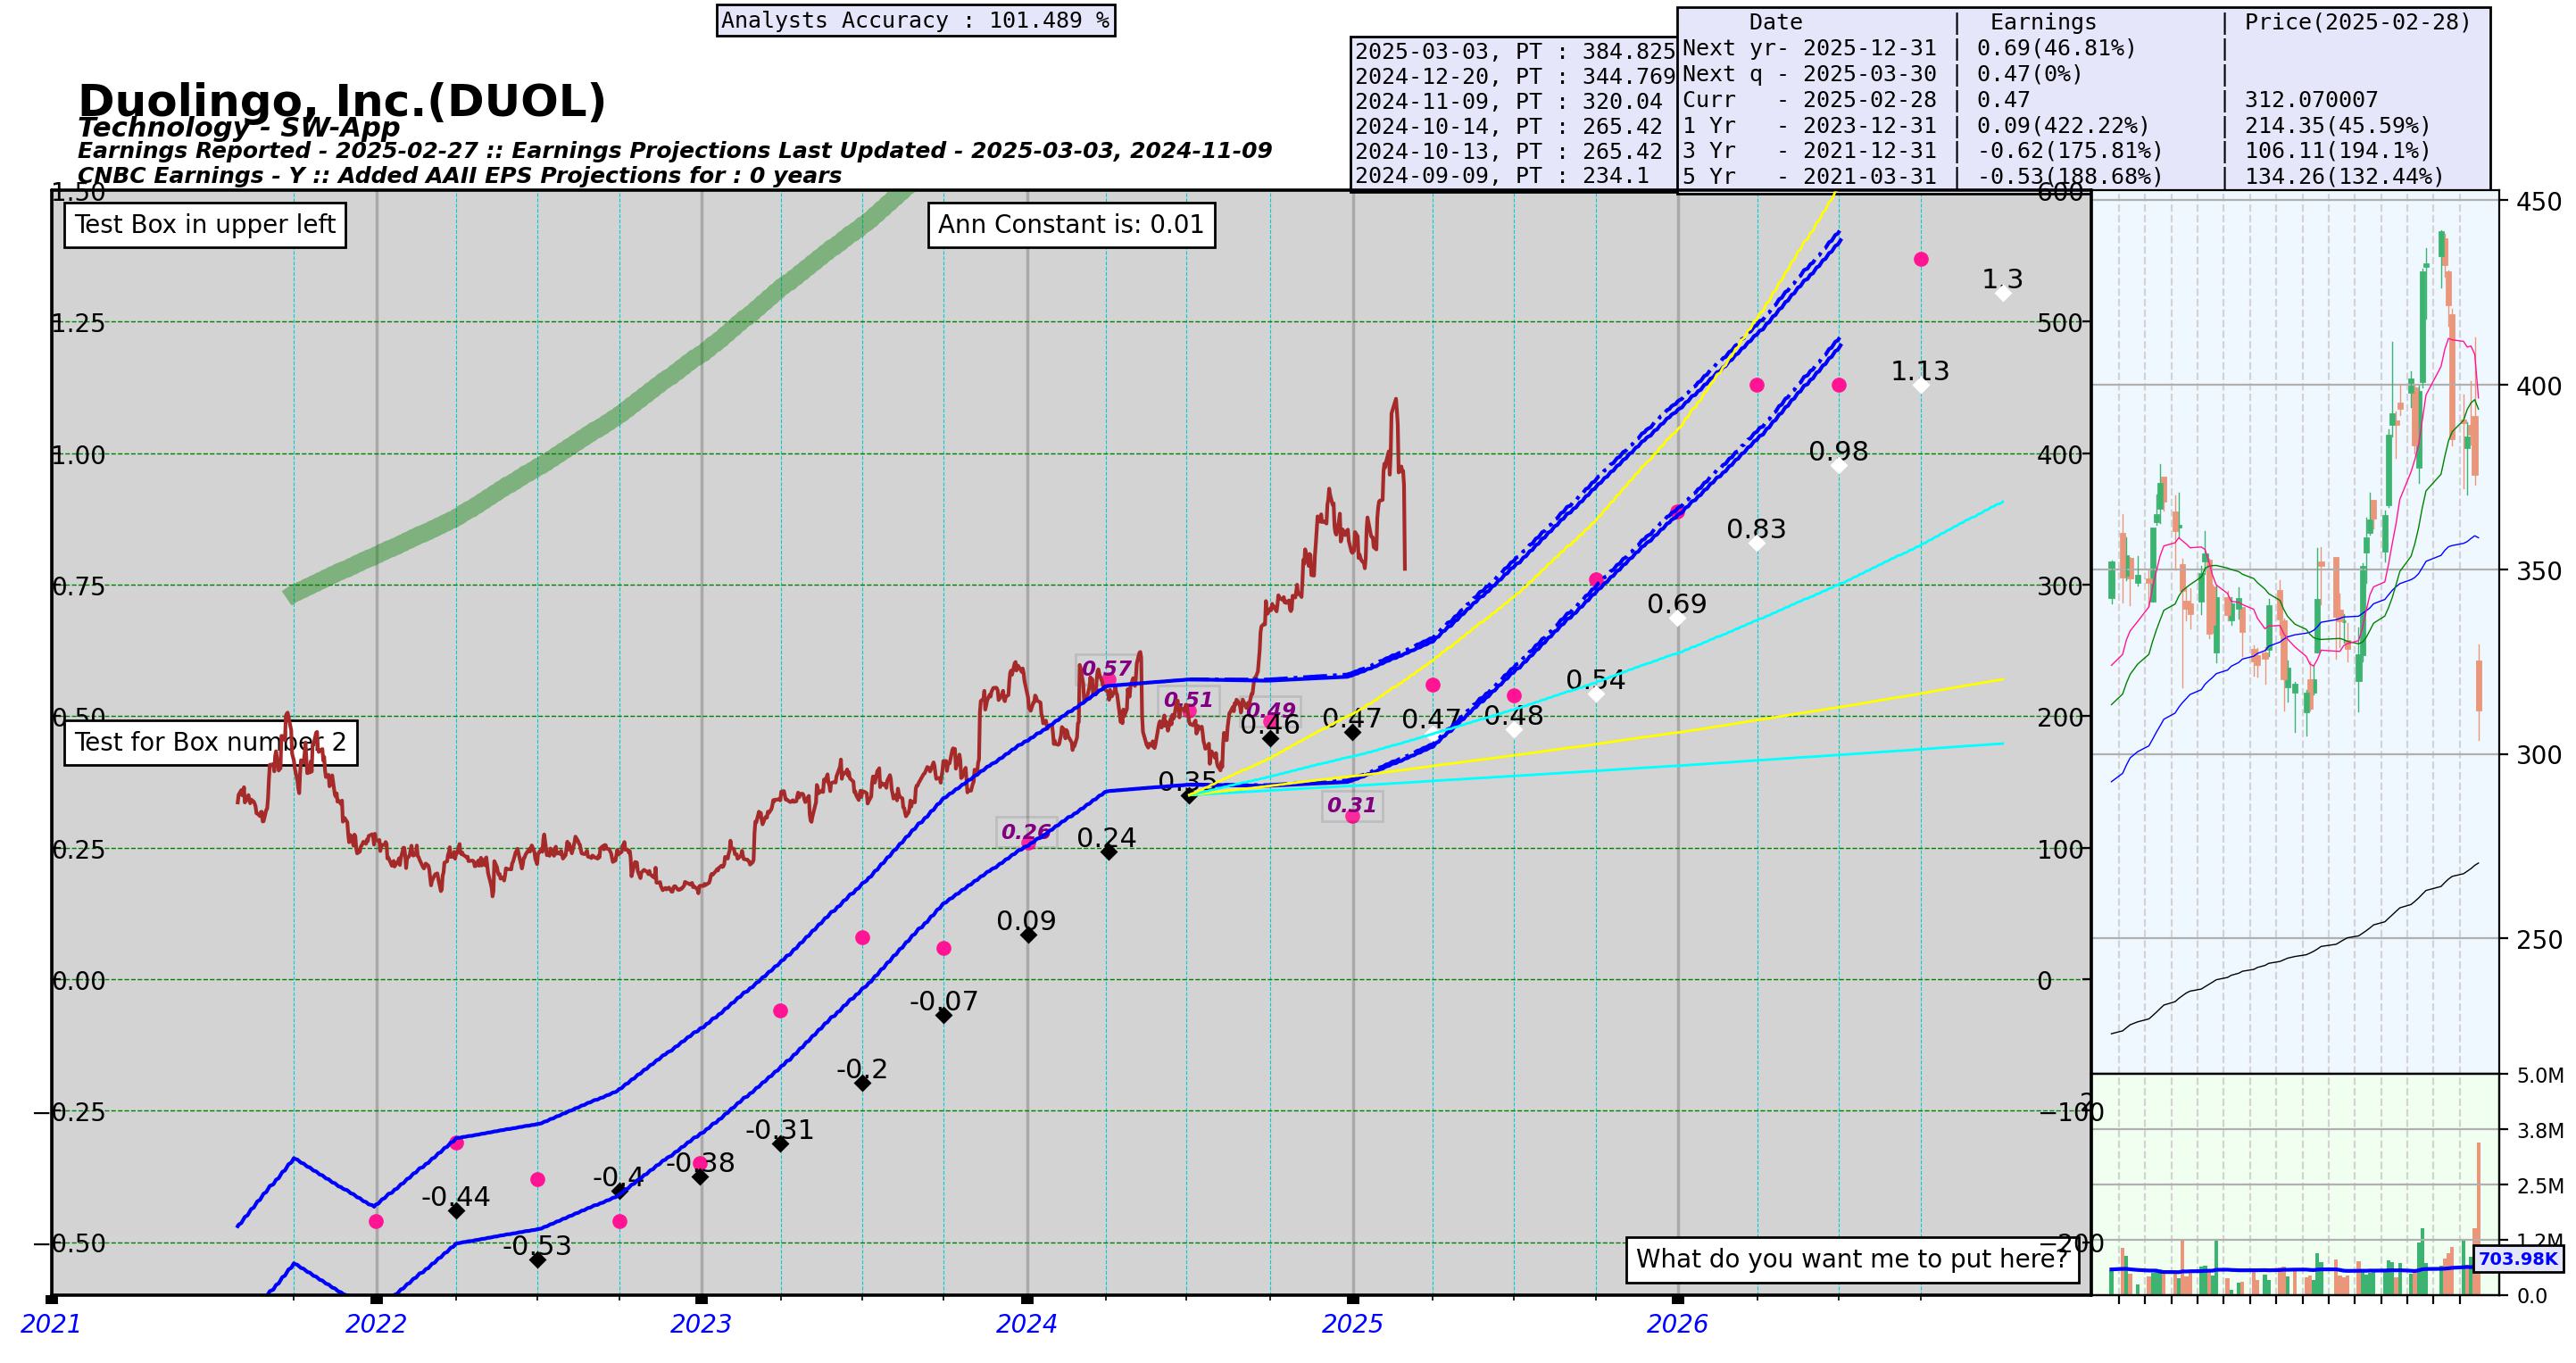 Analysts Accuracy : 101.489 %
Duolingo, Inc.(DUOL)
Technology - SW-App
Earnings Reported - 2025-02-27 :: Earnings Projections Last Updated - 2025-03-03, 2024-11-09
CNBC Earnings - Y :: Added AAII EPS Projections for : 0 years
2025-03-03, PT : 384.825
2024-12-20, PT : 344.769
2024-11-09, PT : 320.04
2024-10-14, PT : 265.42
2024-10-13, PT : 265.42
2024-09-09, PT : 234.1
Date | Earnings | Price(2025-02-28)
Next yr- 2025-12-31 | 0.69(46.81%) |
Next q - 2025-03-30 | 0.47(0%) |
Curr - 2025-02-28 | 0.47 | 312.070007
1 Yr - 2023-12-31 | 0.09(422.22%) | 214.35(45.59%)
3 Yr - 2021-12-31 | -0.62(175.81%) | 106.11(194.1%)
5 Yr - 2021-03-31 | -0.53(188.68%) | 134.26(132.44%)
Test Box in upper left
Ann Constant is: 0.01
Test for Box number 2
What do you want me to put here?
1.50
1.25
1.00
0.75
0.50
0.25
0.00
−0.25
−0.50
-0.44
-0.53
-0.4
-0.38
-0.31
-0.2
-0.07
0.09
0.24
0.35
0.46
0.47
0.47
0.48
0.54
0.69
0.83
0.98
1.13
1.3
0.26
0.57
0.51
0.49
0.31
600
500
400
300
200
100
0
−100
−200
450
400
350
300
250
5.0M
3.8M
2.5M
1.2M
703.98K
0.0
2021
2022
2023
2024
2025
2026